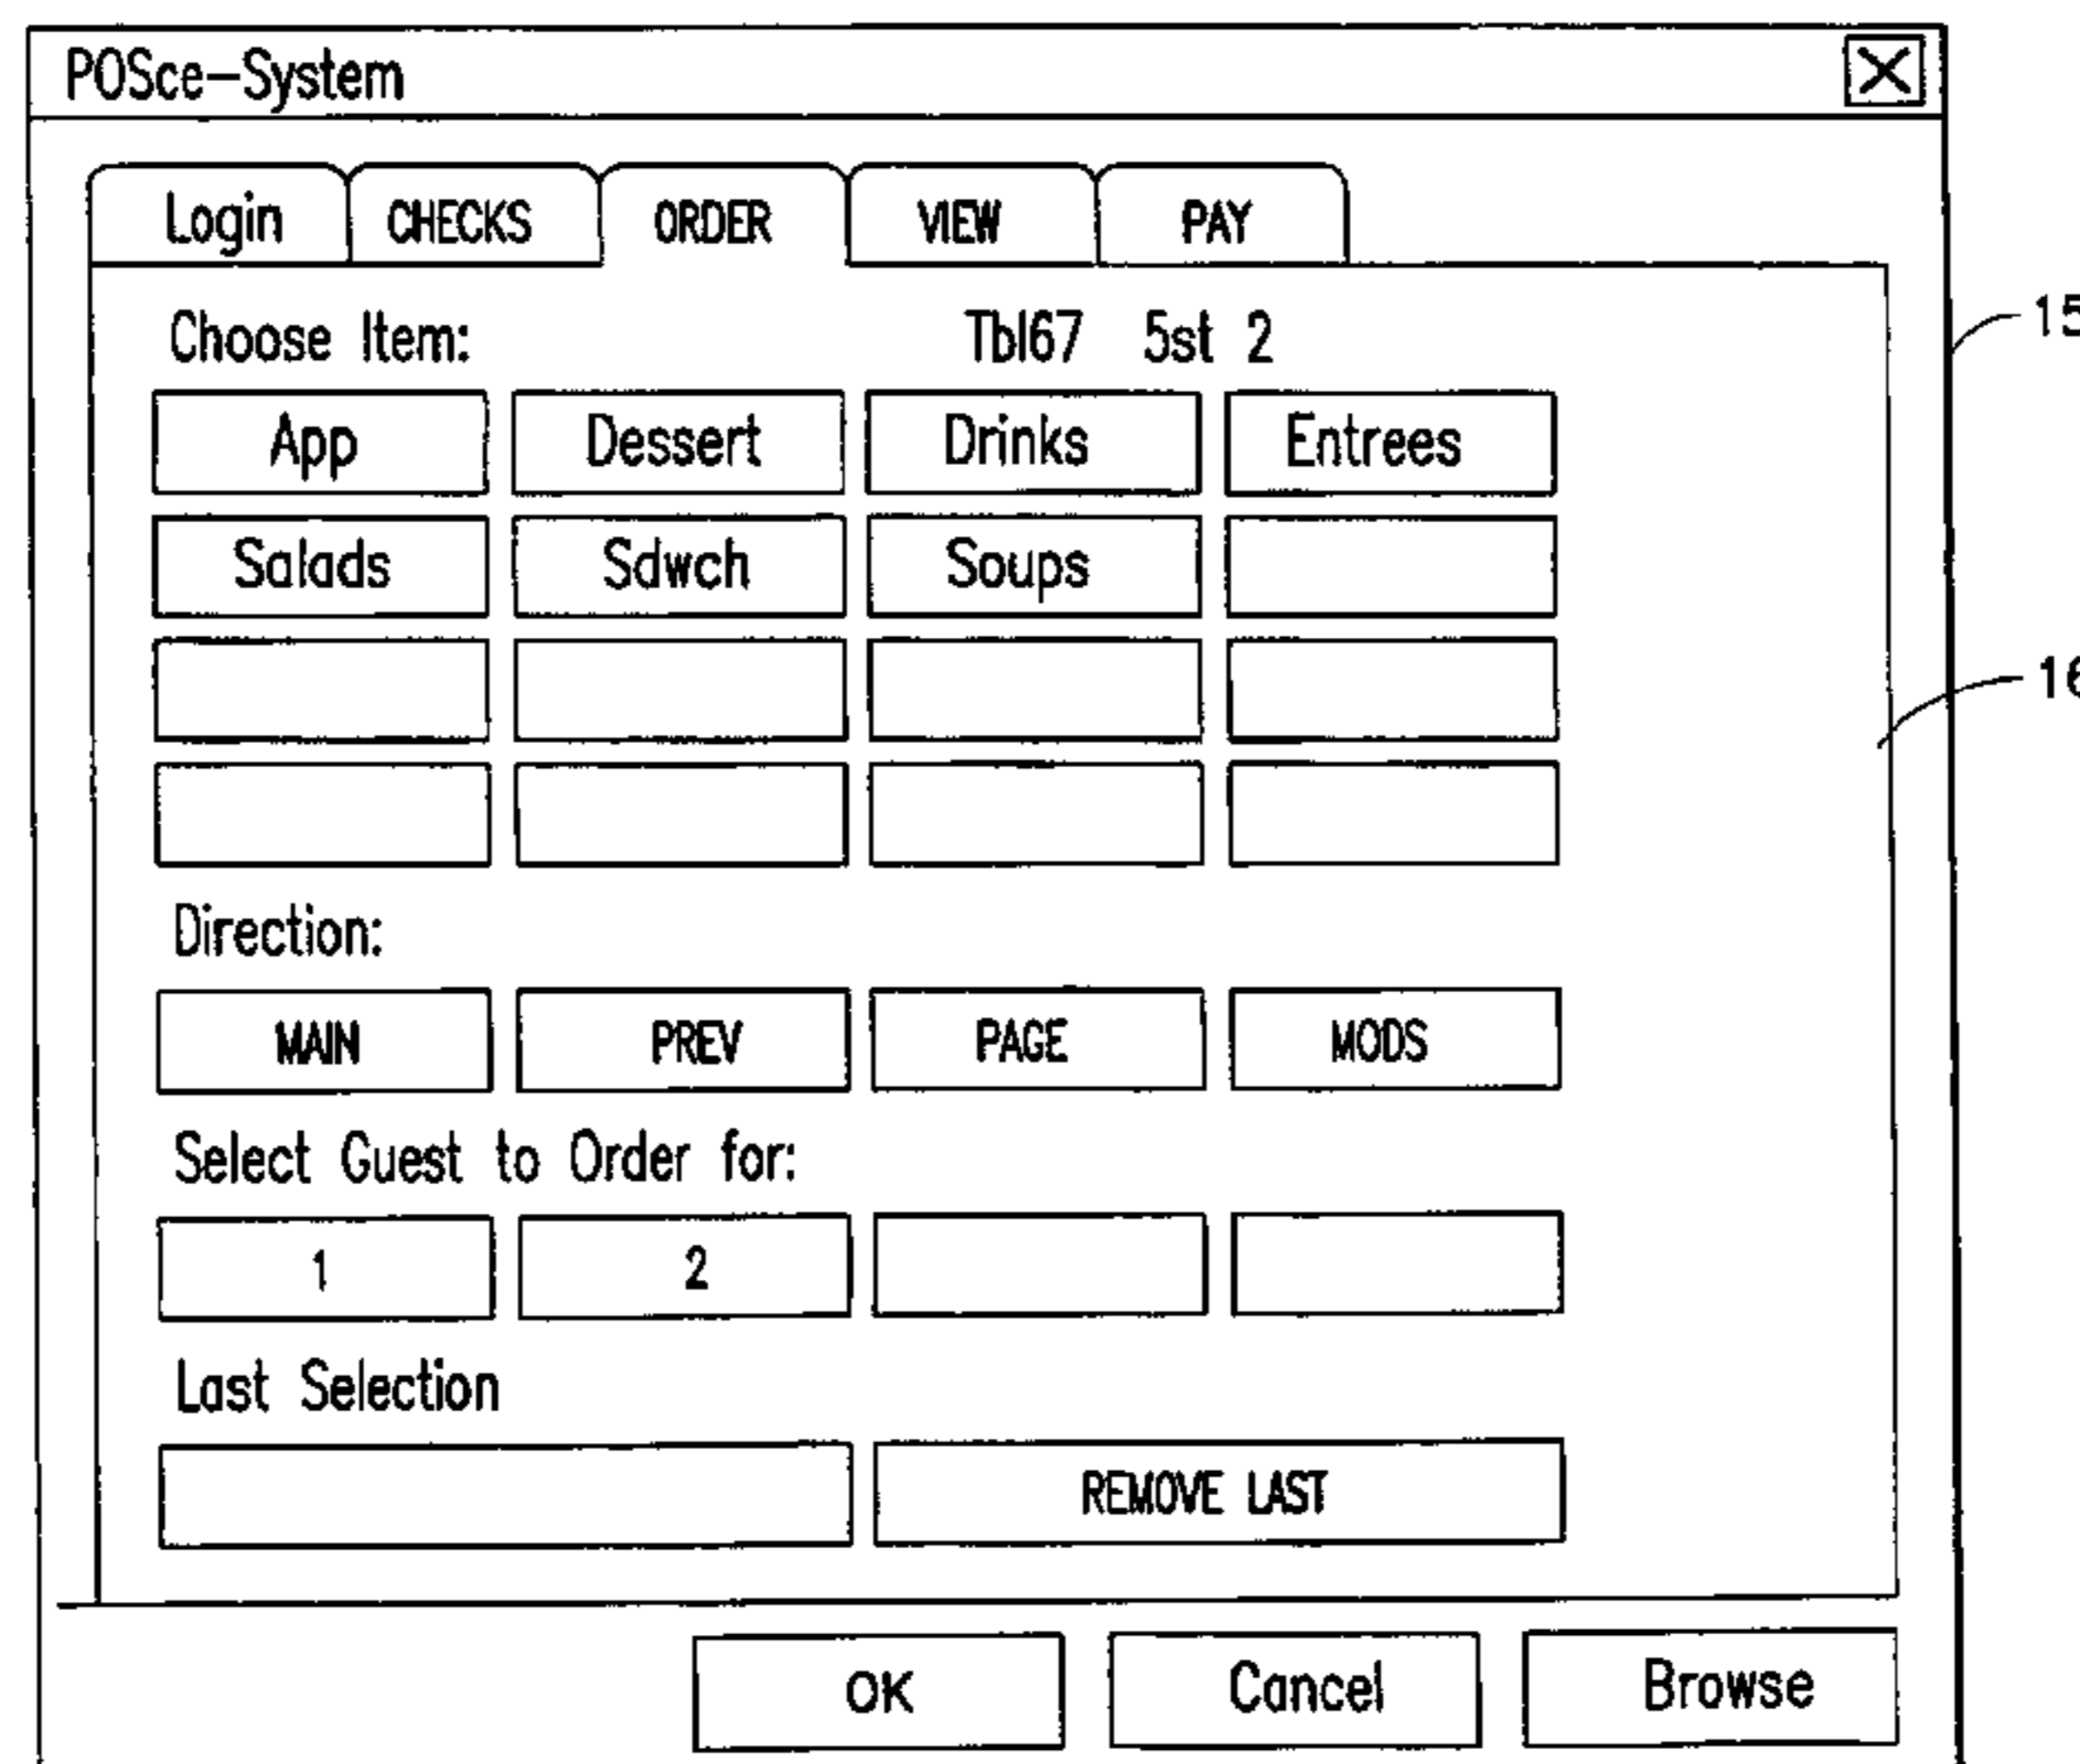 POSce-System
Login CHECKS ORDER VIEW PAY
Choose Item: Tbl67 5st 2
App Dessert Drinks Entrees
Salads Sdwch Soups
Direction:
MAIN PREV PAGE MODS
Select Guest to Order for:
1 2
Last Selection
REMOVE LAST
OK Cancel Browse
15
16